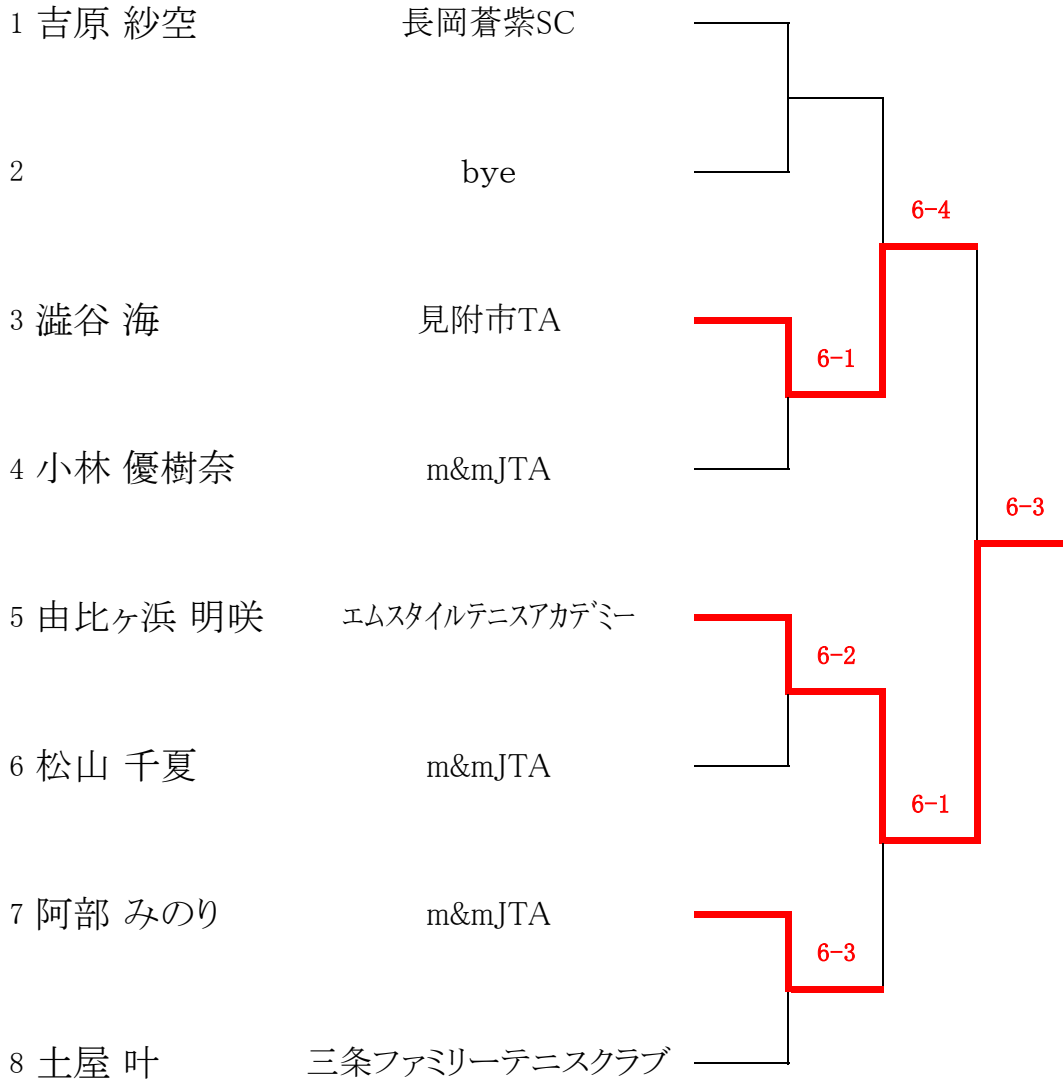 1 吉原 紗空 長岡蒼紫SC
2 bye
6-4
3 澁谷 海 見附市TA
6-1
4 小林 優樹奈 m&mJTA
6-3
5 由比ヶ浜 明咲 エムスタイルテニスアカデミー
6-2
6 松山 千夏 m&mJTA
6-1
7 阿部 みのり m&mJTA
6-3
8 土屋 叶 三条ファミリーテニスクラブ